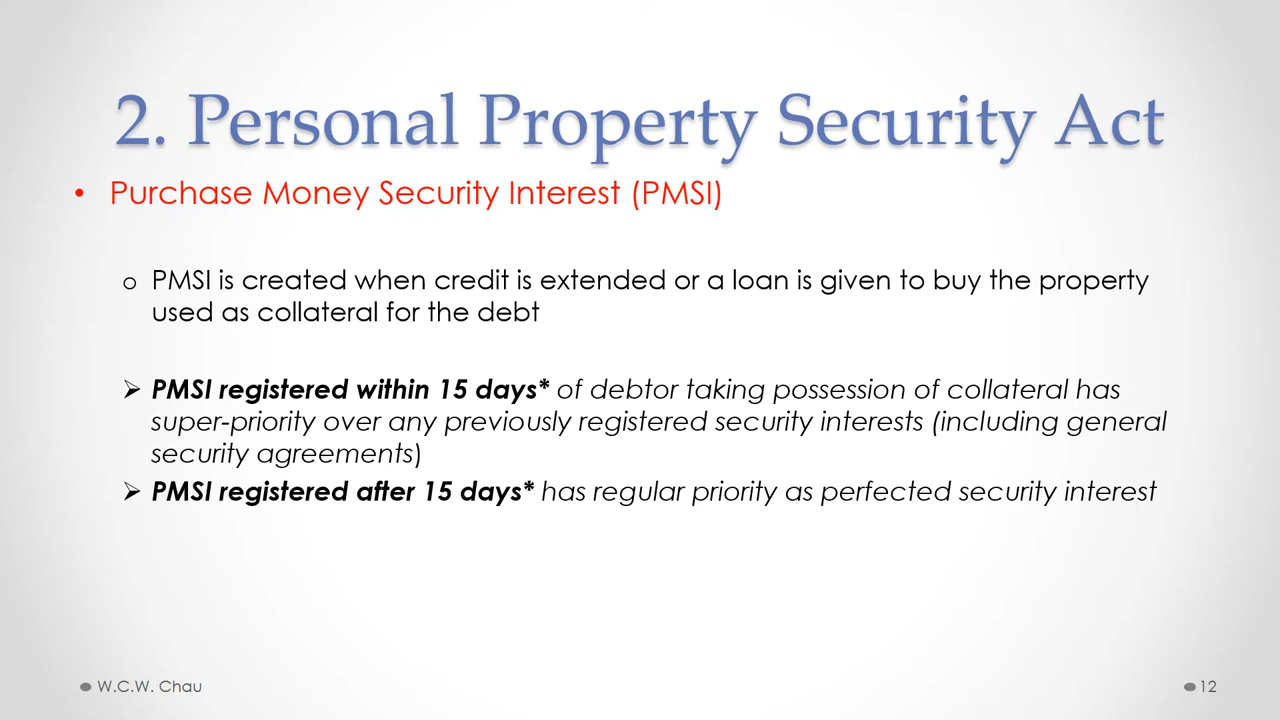 2. Personal Property Security Act
• Purchase Money Security Interest (PMSI)
o PMSI is created when credit is extended or a loan is given to buy the property
used as collateral for the debt
➢ PMSI registered within 15 days* of debtor taking possession of collateral has
super-priority over any previously registered security interests (including general
security agreements)
➢ PMSI registered after 15 days* has regular priority as perfected security interest
W.C.W. Chau
12